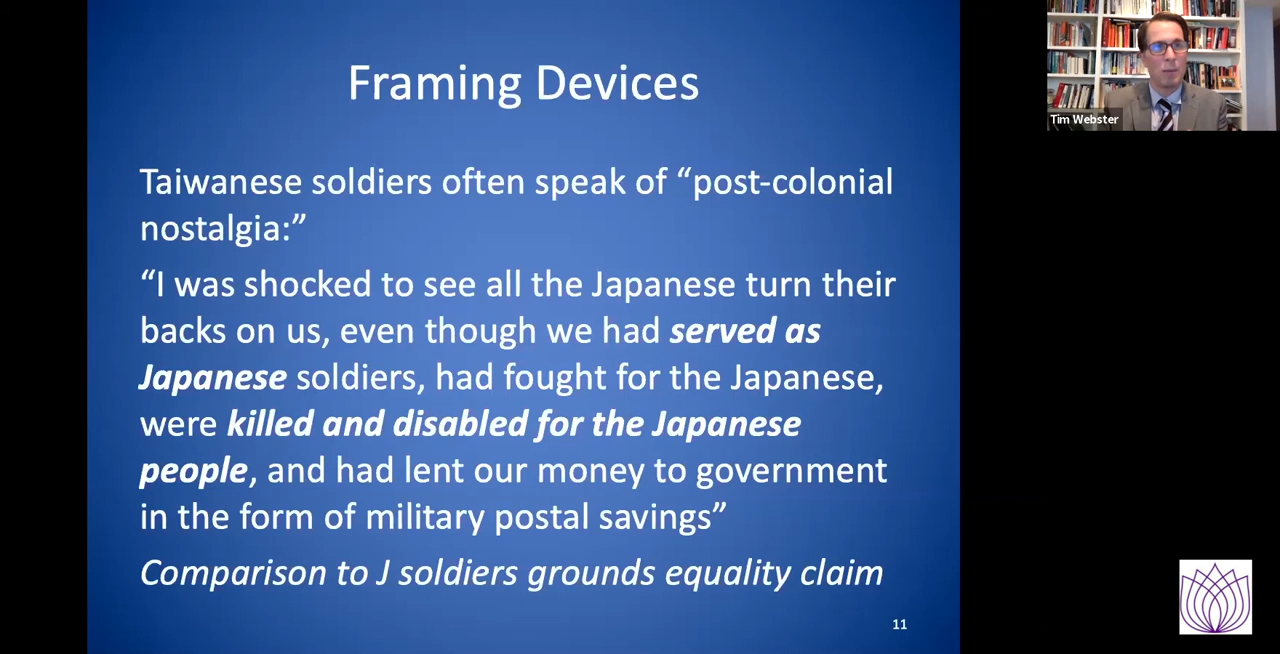 Framing Devices
Taiwanese soldiers often speak of “post-colonial
nostalgia:”
“I was shocked to see all the Japanese turn their
backs on us, even though we had served as
Japanese soldiers, had fought for the Japanese,
were killed and disabled for the Japanese
people, and had lent our money to government
in the form of military postal savings”
Comparison to J soldiers grounds equality claim
11
Tim Webster